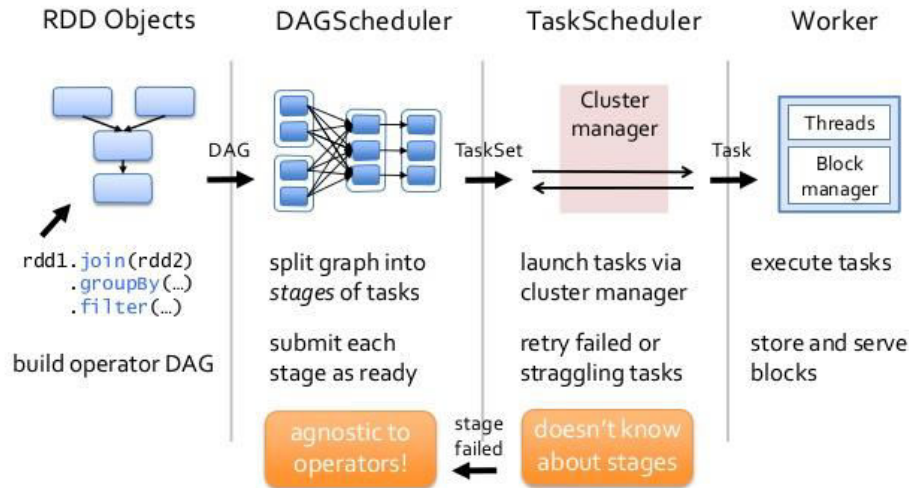 RDD Objects
DAG
rdd1.join(rdd2)
.groupBy(…)
.filter(…)
build operator DAG
DAGScheduler
TaskSet
split graph into
stages of tasks
submit each
stage as ready
agnostic to
operators!
stage
failed
TaskScheduler
Cluster
manager
Task
launch tasks via
cluster manager
retry failed or
straggling tasks
doesn't know
about stages
Worker
Threads
Block
manager
execute tasks
store and serve
blocks